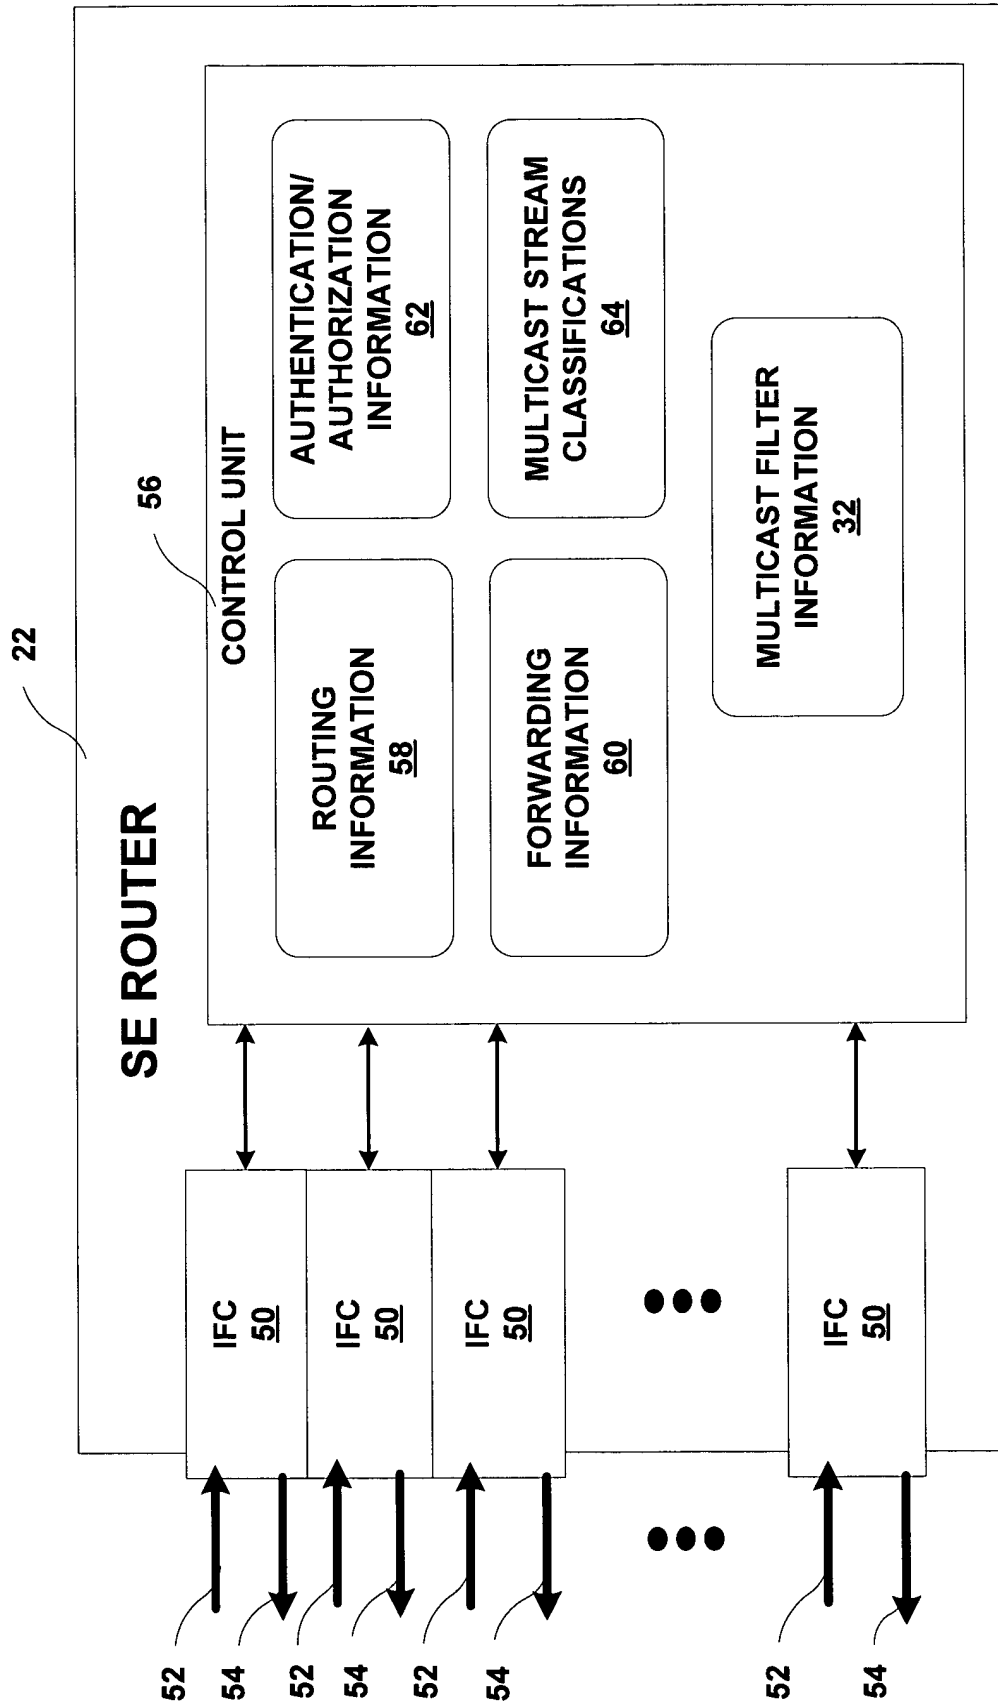 22
SE ROUTER
56
CONTROL UNIT
ROUTING
INFORMATION
58
AUTHENTICATION/
AUTHORIZATION
INFORMATION
62
FORWARDING
INFORMATION
60
MULTICAST STREAM
CLASSIFICATIONS
64
MULTICAST FILTER
INFORMATION
32
IFC
50
IFC
50
IFC
50
IFC
50
52
54
52
54
52
54
52
54